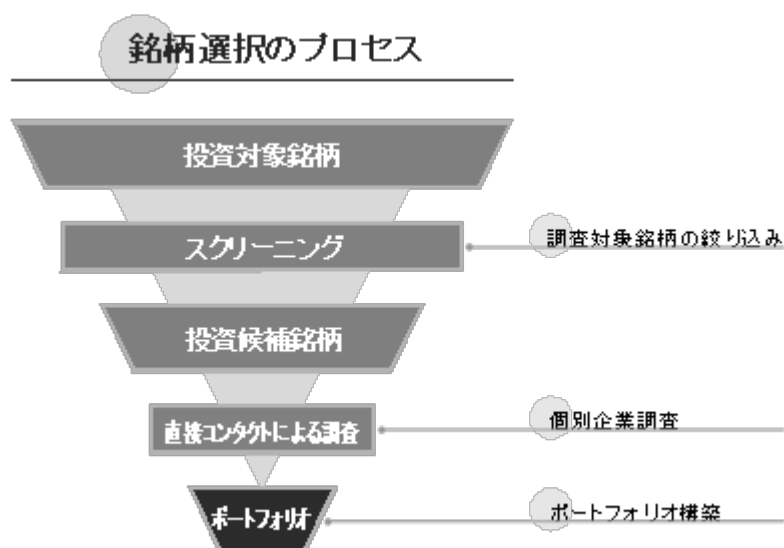 銘柄選択のプロセス
投資対象銘柄
スクリーニング
調査対象銘柄の絞り込み
投資候補銘柄
直接コンタクトによる調査
個別企業調査
ポートフォリオ
ポートフォリオ構築